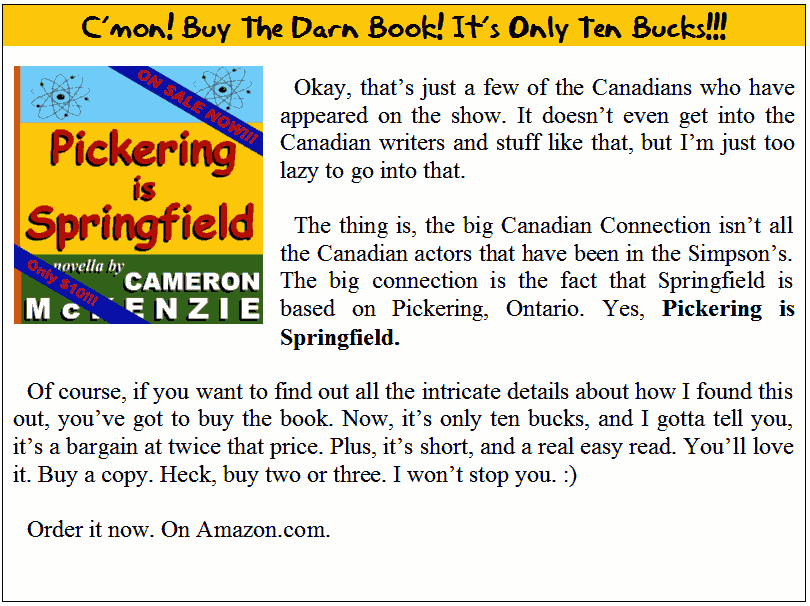 C'mon! Buy The Darn Book! It's Only Ten Bucks!!!
ON SALE NOW!!!
Pickering
is
Springfield
Only $10!!!
novella by
CAMERON
McKENZIE
Okay, that's just a few of the Canadians who have
appeared on the show. It doesn't even get into the
Canadian writers and stuff like that, but I'm just too
lazy to go into that.
The thing is, the big Canadian Connection isn't all
the Canadian actors that have been in the Simpson's.
The big connection is the fact that Springfield is
based on Pickering, Ontario. Yes, Pickering is
Springfield.
Of course, if you want to find out all the intricate details about how I found this
out, you've got to buy the book. Now, it's only ten bucks, and I gotta tell you,
it's a bargain at twice that price. Plus, it's short, and a real easy read. You'll love
it. Buy a copy. Heck, buy two or three. I won't stop you. :)
Order it now. On Amazon.com.